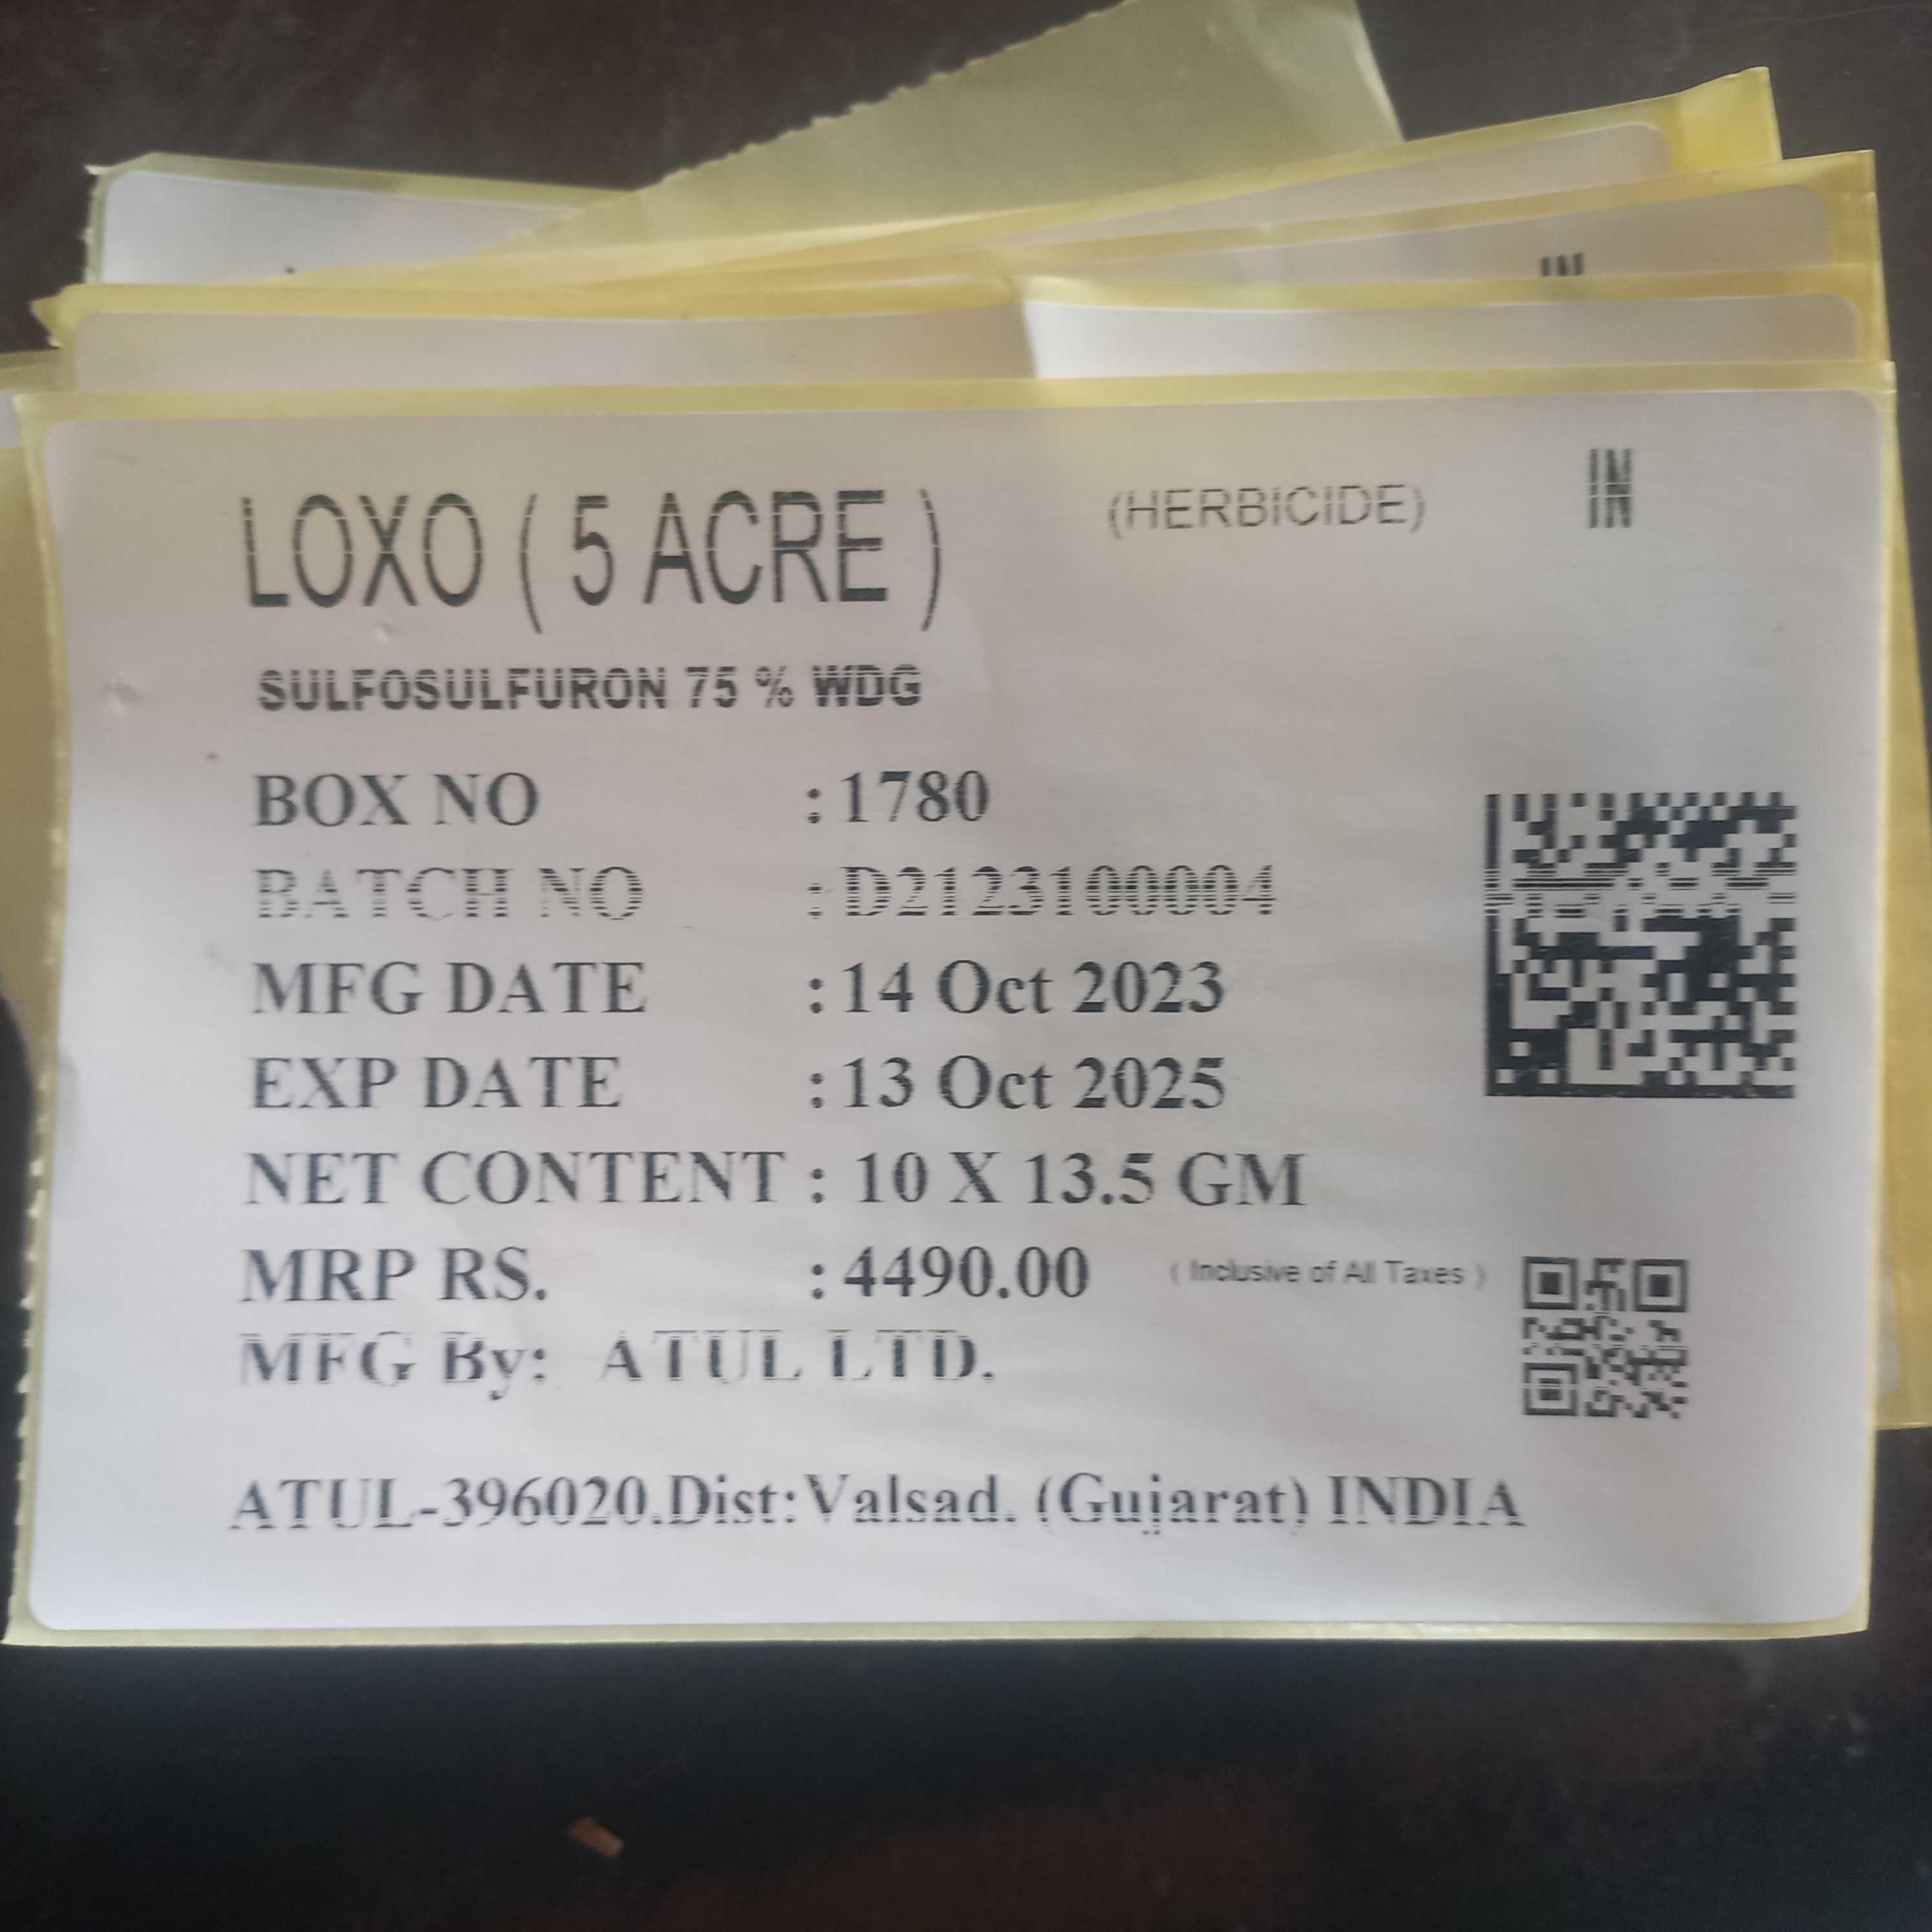 LOXO ( 5 ACRE ) (HERBICIDE) IN
SULFOSULFURON 75 % WDG
BOX NO : 1780
BATCH NO : D2123100004
MFG DATE : 14 Oct 2023
EXP DATE : 13 Oct 2025
NET CONTENT : 10 X 13.5 GM
MRP RS. : 4490.00 ( Inclusive of All Taxes )
MFG By: ATUL LTD.
ATUL-396020.Dist:Valsad. (Gujarat) INDIA
IN